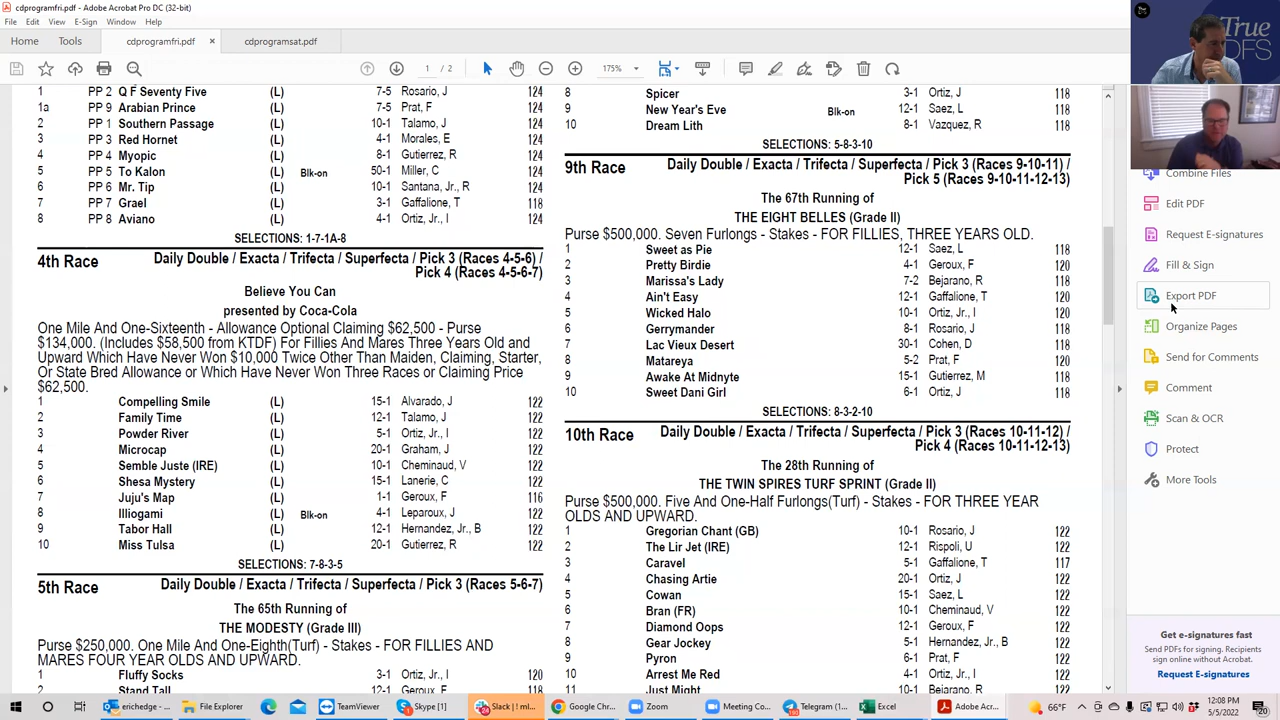 cdprogramfri.pdf - Adobe Acrobat Pro DC (32-bit)
File Edit View E-Sign Window Help
Home Tools cdprogramfri.pdf × cdprogramsat.pdf
1 / 2 175%
1 PP 2 Q F Seventy Five (L) 7-5 Rosario, J 124
1a PP 9 Arabian Prince (L) 7-5 Prat, F 124
2 PP 1 Southern Passage (L) 10-1 Talamo, J 124
3 PP 3 Red Hornet (L) 4-1 Morales, E 124
4 PP 4 Myopic (L) 8-1 Gutierrez, R 124
5 PP 5 To Kalon (L) Blk-on 50-1 Miller, C 124
6 PP 6 Mr. Tip (L) 10-1 Santana, Jr., R 124
7 PP 7 Grael (L) 3-1 Gaffalione, T 118
8 PP 8 Aviano (L) 4-1 Ortiz, Jr., I 124
SELECTIONS: 1-7-1A-8
4th Race Daily Double / Exacta / Trifecta / Superfecta / Pick 3 (Races 4-5-6) /
Pick 4 (Races 4-5-6-7)
Believe You Can
presented by Coca-Cola
One Mile And One-Sixteenth - Allowance Optional Claiming $62,500 - Purse
$134,000. (Includes $58,500 from KTDF) For Fillies And Mares Three Years Old and
Upward Which Have Never Won $10,000 Twice Other Than Maiden, Claiming, Starter,
Or State Bred Allowance or Which Have Never Won Three Races or Claiming Price
$62,500.
1 Compelling Smile (L) 15-1 Alvarado, J 122
2 Family Time (L) 12-1 Talamo, J 122
3 Powder River (L) 5-1 Ortiz, Jr., I 122
4 Microcap (L) 20-1 Graham, J 122
5 Semble Juste (IRE) (L) 10-1 Cheminaud, V 122
6 Shesa Mystery (L) 15-1 Lanerie, C 122
7 Juju's Map (L) 1-1 Geroux, F 116
8 Illiogami (L) Blk-on 4-1 Leparoux, J 122
9 Tabor Hall (L) 12-1 Hernandez, Jr., B 122
10 Miss Tulsa (L) 20-1 Gutierrez, R 122
SELECTIONS: 7-8-3-5
5th Race Daily Double / Exacta / Trifecta / Superfecta / Pick 3 (Races 5-6-7)
The 65th Running of
THE MODESTY (Grade III)
Purse $250,000. One Mile And One-Eighth(Turf) - Stakes - FOR FILLIES AND
MARES FOUR YEAR OLDS AND UPWARD.
1 Fluffy Socks 3-1 Ortiz, Jr., I 120
2 Stand Tall 12-1 Geroux, F 118
8 Spicer 3-1 Ortiz, J 118
9 New Year's Eve Blk-on 12-1 Saez, L 118
10 Dream Lith 8-1 Vazquez, R 118
SELECTIONS: 5-8-3-10
9th Race Daily Double / Exacta / Trifecta / Superfecta / Pick 3 (Races 9-10-11) /
Pick 5 (Races 9-10-11-12-13)
The 67th Running of
THE EIGHT BELLES (Grade II)
Purse $500,000. Seven Furlongs - Stakes - FOR FILLIES, THREE YEARS OLD.
1 Sweet as Pie 12-1 Saez, L 118
2 Pretty Birdie 4-1 Geroux, F 120
3 Marissa's Lady 7-2 Bejarano, R 118
4 Ain't Easy 12-1 Gaffalione, T 120
5 Wicked Halo 10-1 Ortiz, Jr., I 120
6 Gerrymander 8-1 Rosario, J 118
7 Lac Vieux Desert 30-1 Cohen, D 118
8 Matareya 5-2 Prat, F 120
9 Awake At Midnyte 15-1 Gutierrez, M 118
10 Sweet Dani Girl 6-1 Ortiz, J 118
SELECTIONS: 8-3-2-10
10th Race Daily Double / Exacta / Trifecta / Superfecta / Pick 3 (Races 10-11-12) /
Pick 4 (Races 10-11-12-13)
The 28th Running of
THE TWIN SPIRES TURF SPRINT (Grade II)
Purse $500,000. Five And One-Half Furlongs(Turf) - Stakes - FOR THREE YEAR
OLDS AND UPWARD.
1 Gregorian Chant (GB) 10-1 Rosario, J 122
2 The Lir Jet (IRE) 12-1 Rispoli, U 122
3 Caravel 5-1 Gaffalione, T 117
4 Chasing Artie 20-1 Ortiz, J 122
5 Cowan 15-1 Saez, L 122
6 Bran (FR) 10-1 Cheminaud, V 122
7 Diamond Oops 12-1 Geroux, F 122
8 Gear Jockey 5-1 Hernandez, Jr., B 122
9 Pyron 6-1 Prat, F 122
10 Arrest Me Red 10-1 Ortiz, Jr., I 122
11 Just Might 10-1 Bejarano, R 122
True
DFS
Combine Files
Edit PDF
Request E-signatures
Fill & Sign
Export PDF
Organize Pages
Send for Comments
Comment
Scan & OCR
Protect
More Tools
Get e-signatures fast
Send PDFs for signing. Recipients
sign online without Acrobat.
Request E-signatures
erichedge... File Explorer TeamViewer Skype [1] Slack | ! ml... Google Chr... Zoom Meeting Co... Telegram (1... Excel Adobe Acr... 66°F 12:08 PM
5/5/2022